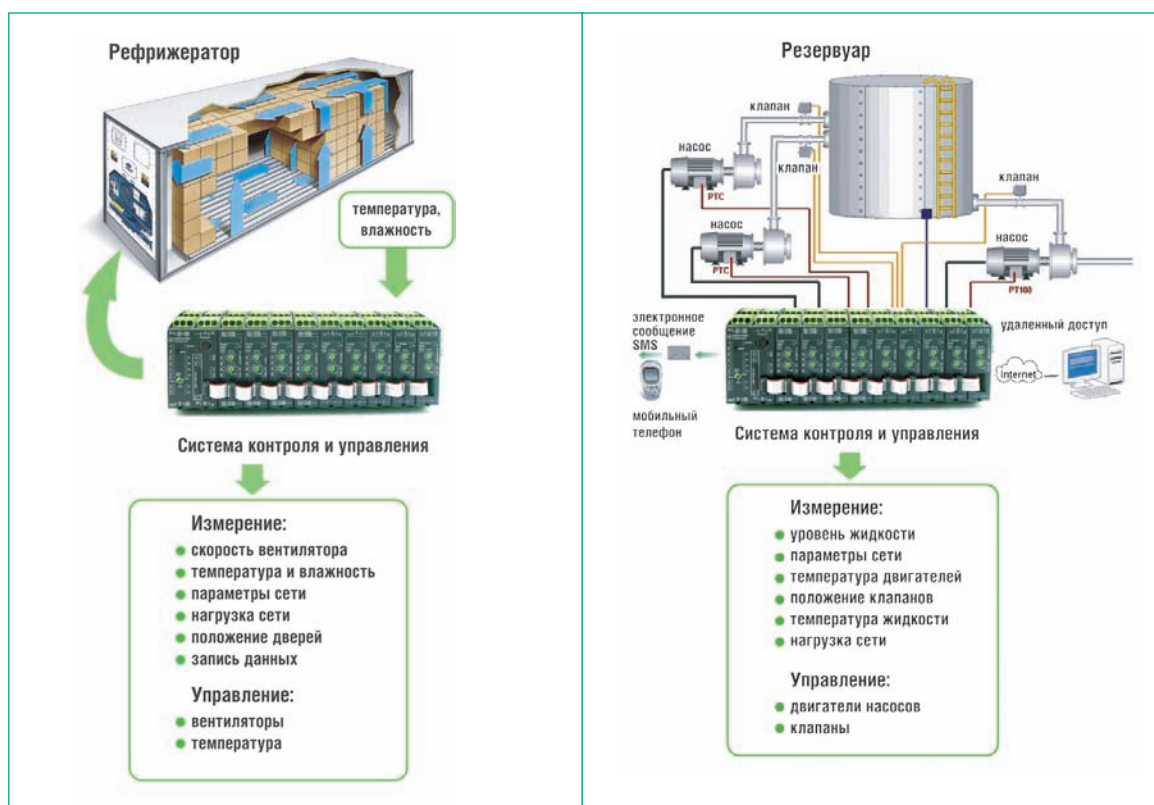 Рефрижератор
температура,
влажность
Система контроля и управления
Измерение:
скорость вентилятора
температура и влажность
параметры сети
нагрузка сети
положение дверей
запись данных
Управление:
вентиляторы
температура
Резервуар
клапан
насос
клапан
PTC
клапан
насос
насос
PTC
PT100
электронное
сообщение
SMS
удаленный доступ
Internet
мобильный
телефон
Система контроля и управления
Измерение:
уровень жидкости
параметры сети
температура двигателей
положение клапанов
температура жидкости
нагрузка сети
Управление:
двигатели насосов
клапаны